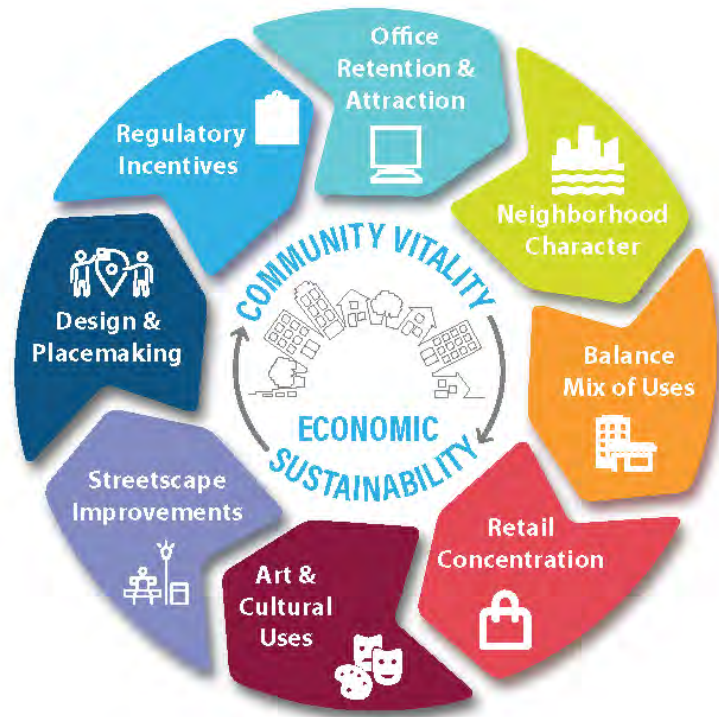 Office
Retention &
Attraction
Neighborhood
Character
Balance
Mix of Uses
Retail
Concentration
Art &
Cultural
Uses
Streetscape
Improvements
Design &
Placemaking
Regulatory
Incentives
COMMUNITY VITALITY
ECONOMIC
SUSTAINABILITY